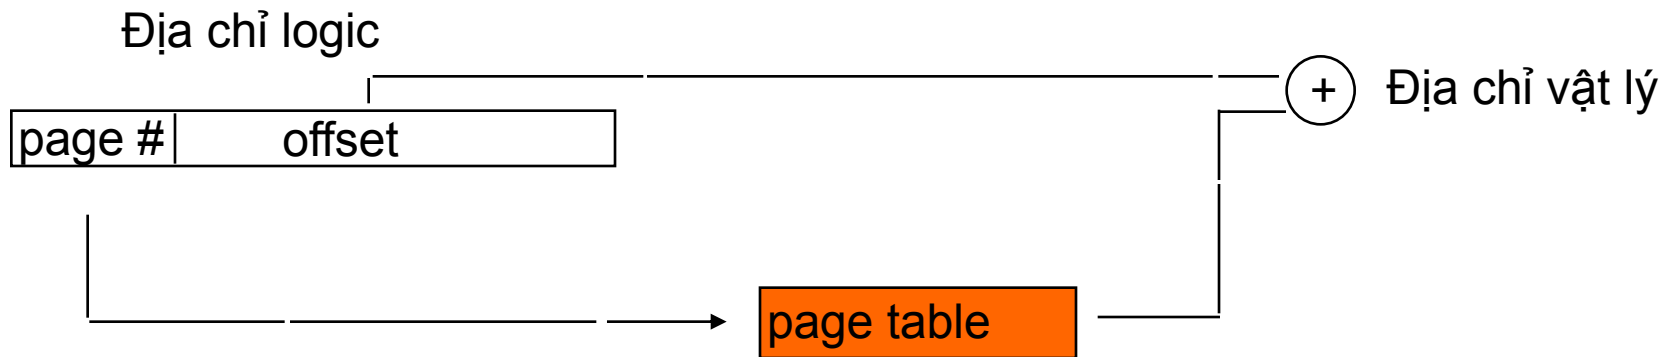 Địa chỉ logic
+ Địa chỉ vật lý
page # offset
page table